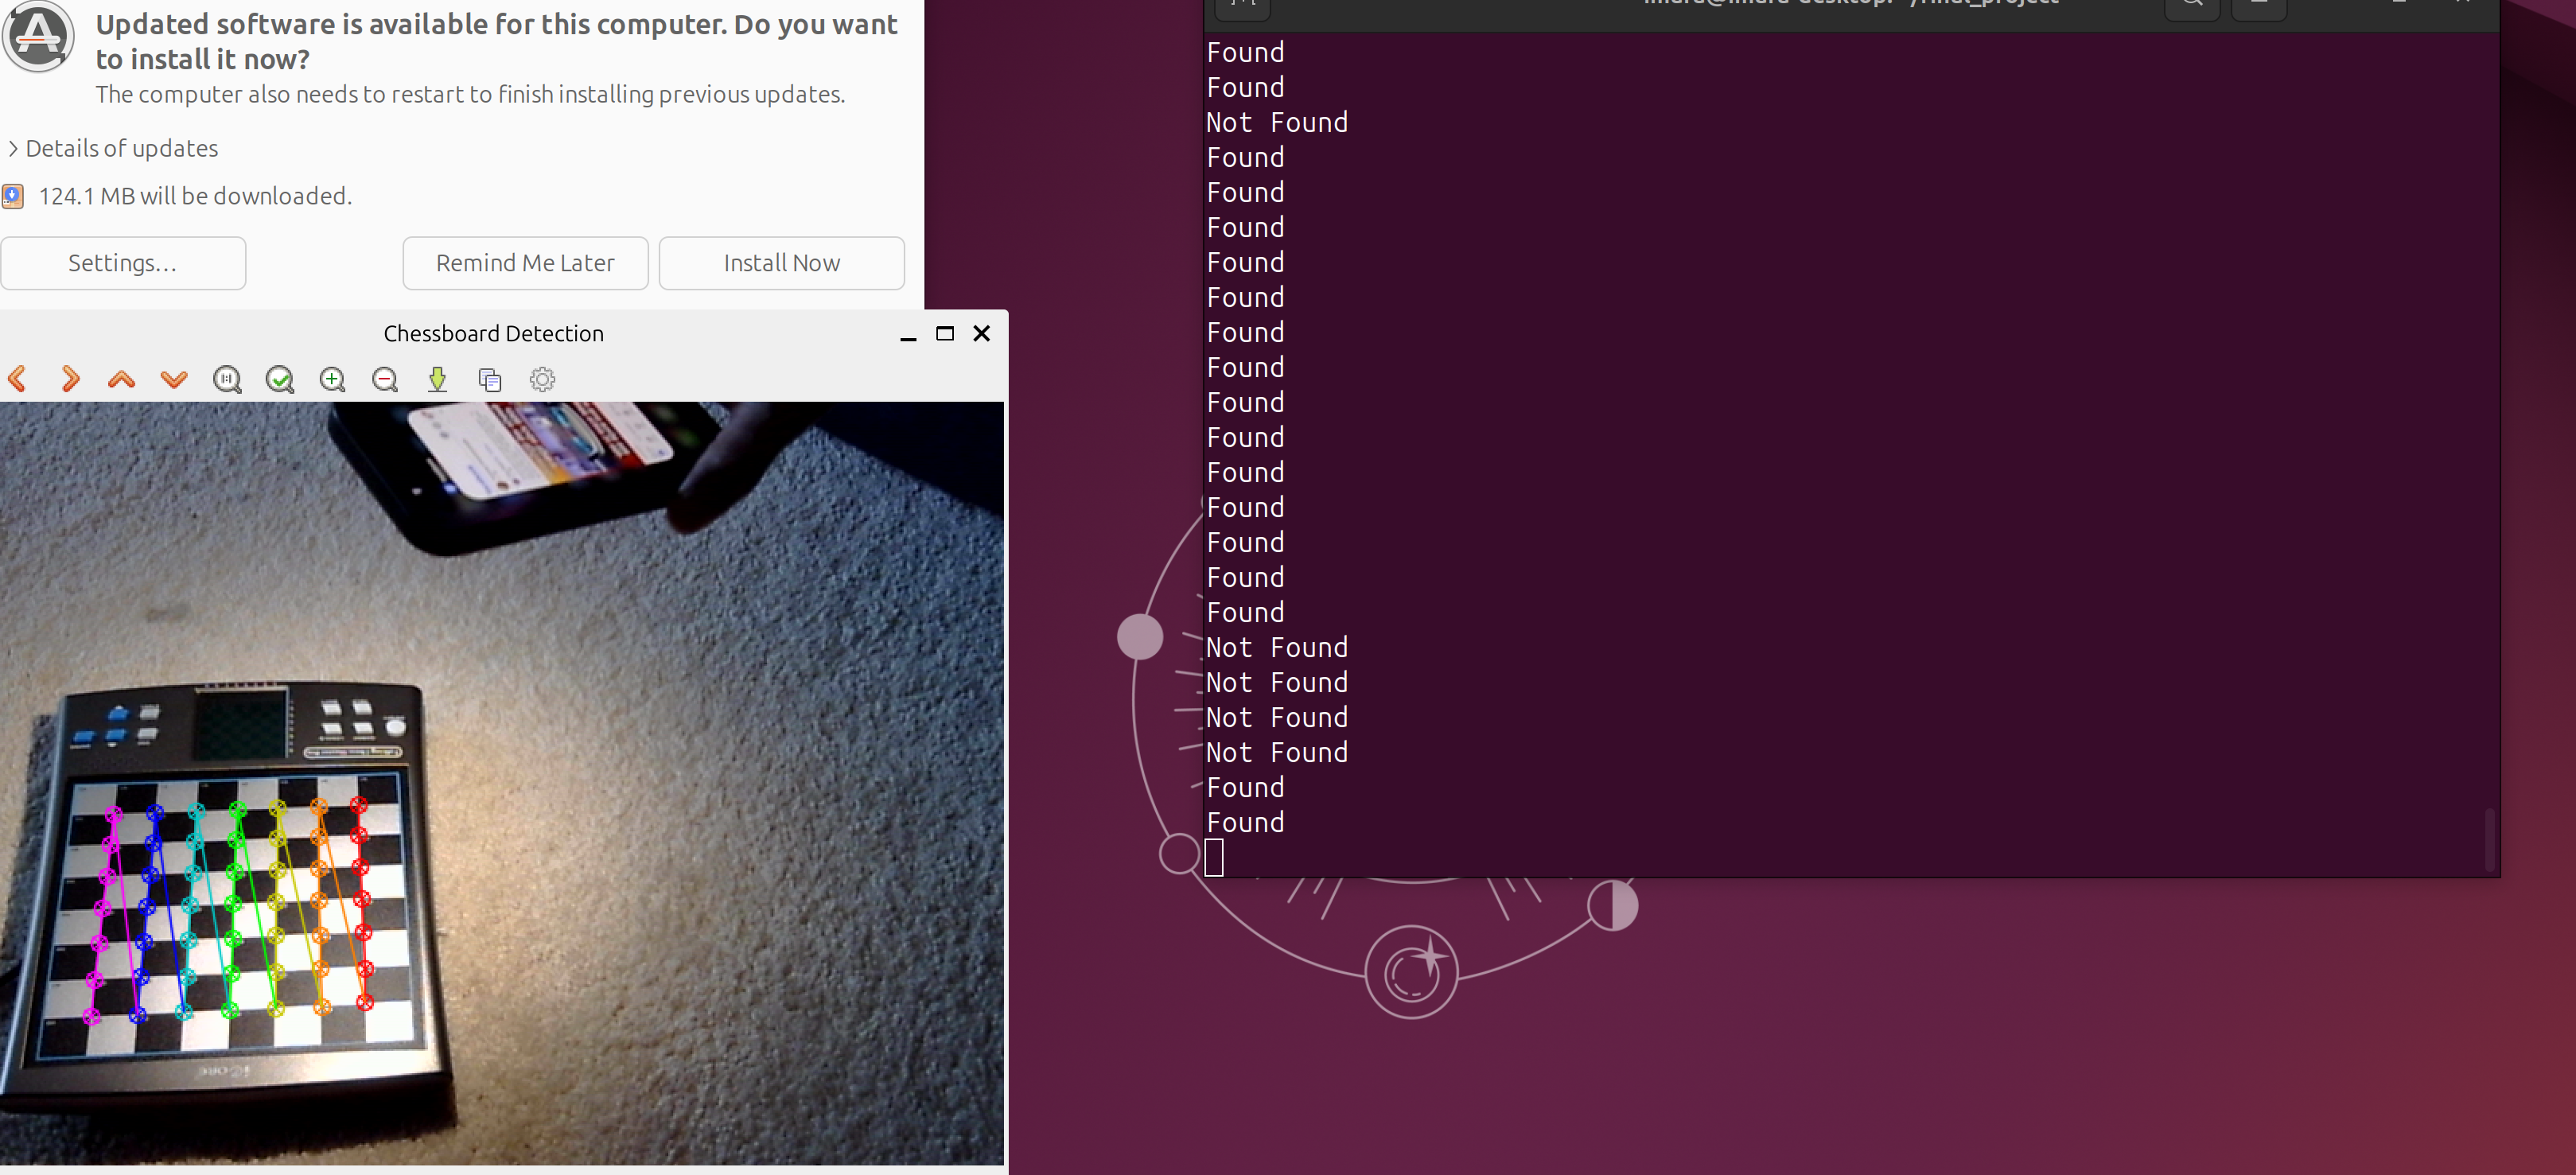 Updated software is available for this computer. Do you want
to install it now?
The computer also needs to restart to finish installing previous updates.
Details of updates
124.1 MB will be downloaded.
Settings...
Remind Me Later
Install Now
Chessboard Detection
Found
Found
Not Found
Found
Found
Found
Found
Found
Found
Found
Found
Found
Found
Found
Found
Found
Found
Not Found
Not Found
Not Found
Not Found
Found
Found